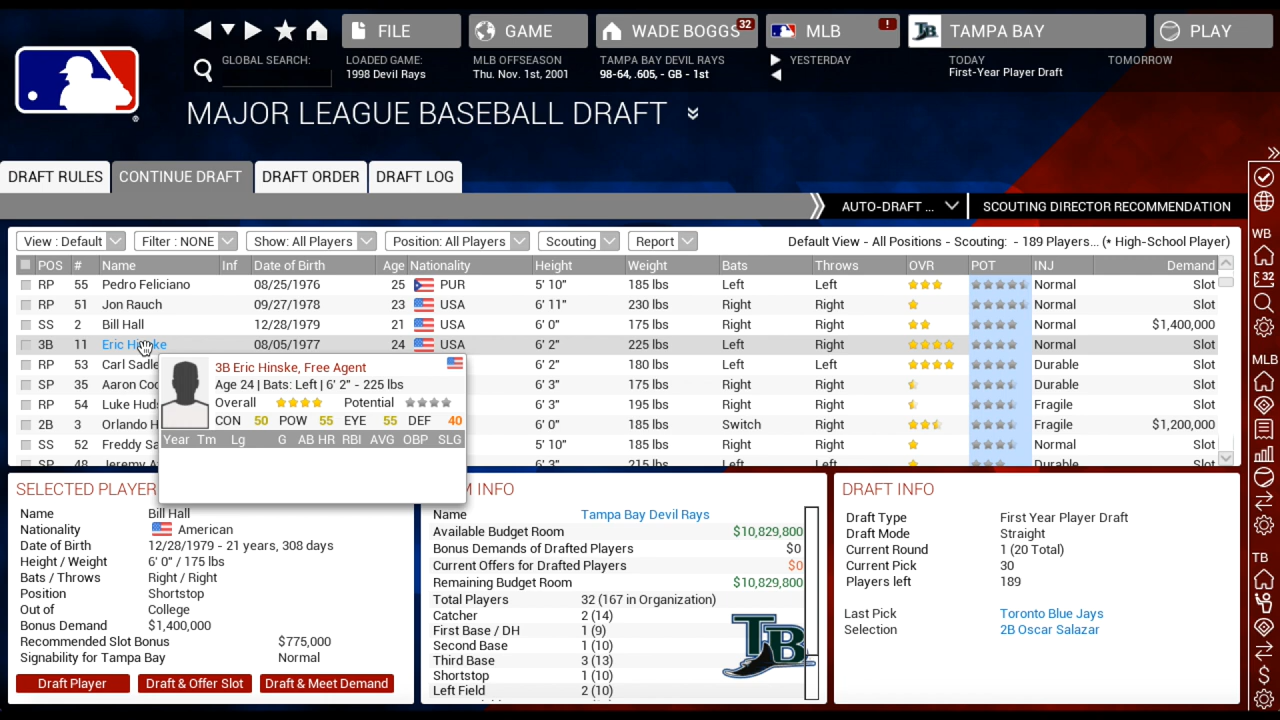 FILE GAME WADE BOGGS 32 MLB ! TAMPA BAY PLAY
GLOBAL SEARCH: LOADED GAME: MLB OFFSEASON TAMPA BAY DEVIL RAYS YESTERDAY TODAY TOMORROW
1998 Devil Rays Thu. Nov. 1st, 2001 98-64, .605, - GB - 1st First-Year Player Draft
MAJOR LEAGUE BASEBALL DRAFT
DRAFT RULES CONTINUE DRAFT DRAFT ORDER DRAFT LOG
AUTO-DRAFT ... SCOUTING DIRECTOR RECOMMENDATION
View : Default Filter : NONE Show: All Players Position: All Players Scouting Report Default View - All Positions - Scouting: - 189 Players... (* High-School Player)
POS # Name Inf Date of Birth Age Nationality Height Weight Bats Throws OVR POT INJ Demand
RP 55 Pedro Feliciano 08/25/1976 25 PUR 5' 10" 185 lbs Left Left Normal Slot
RP 51 Jon Rauch 09/27/1978 23 USA 6' 11" 230 lbs Right Right Normal Slot
SS 2 Bill Hall 12/28/1979 21 USA 6' 0" 175 lbs Right Right Normal $1,400,000
3B 11 Eric Hinske 08/05/1977 24 USA 6' 2" 225 lbs Left Right Normal Slot
RP 53 Carl Sadle 6' 2" 180 lbs Left Left Durable Slot
SP 35 Aaron Coo 6' 3" 175 lbs Right Right Durable Slot
RP 54 Luke Hud 6' 3" 195 lbs Right Right Fragile Slot
2B 3 Orlando H 6' 0" 185 lbs Switch Right Fragile $1,200,000
SS 52 Freddy Sa 5' 10" 185 lbs Right Right Normal Slot
SP 48 Jeremy A 6' 3" 215 lbs Left Left Durable Slot
3B Eric Hinske, Free Agent
Age 24 | Bats: Left | 6' 2" - 225 lbs
Overall Potential
CON 50 POW 55 EYE 55 DEF 40
Year Tm Lg G AB HR RBI AVG OBP SLG
SELECTED PLAYER
Name Bill Hall
Nationality American
Date of Birth 12/28/1979 - 21 years, 308 days
Height / Weight 6' 0" / 175 lbs
Bats / Throws Right / Right
Position Shortstop
Out of College
Bonus Demand $1,400,000
Recommended Slot Bonus $775,000
Signability for Tampa Bay Normal
Draft Player Draft & Offer Slot Draft & Meet Demand
M INFO
Name Tampa Bay Devil Rays
Available Budget Room $10,829,800
Bonus Demands of Drafted Players $0
Current Offers for Drafted Players $0
Remaining Budget Room $10,829,800
Total Players 32 (167 in Organization)
Catcher 2 (14)
First Base / DH 1 (9)
Second Base 1 (10)
Third Base 3 (13)
Shortstop 1 (10)
Left Field 2 (10)
TB
DRAFT INFO
Draft Type First Year Player Draft
Draft Mode Straight
Current Round 1 (20 Total)
Current Pick 30
Players left 189
Last Pick Toronto Blue Jays
Selection 2B Oscar Salazar
WB
32
MLB
TB